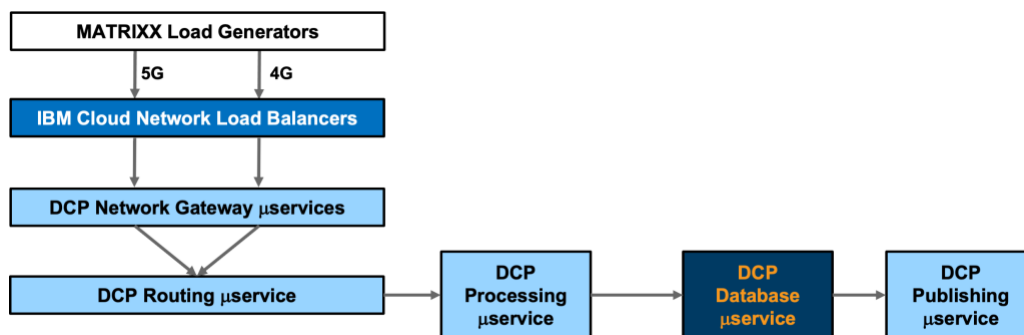 MATRIXX Load Generators
5G
4G
IBM Cloud Network Load Balancers
DCP Network Gateway µservices
DCP Routing µservice
DCP
Processing
µservice
DCP
Database
µservice
DCP
Publishing
µservice